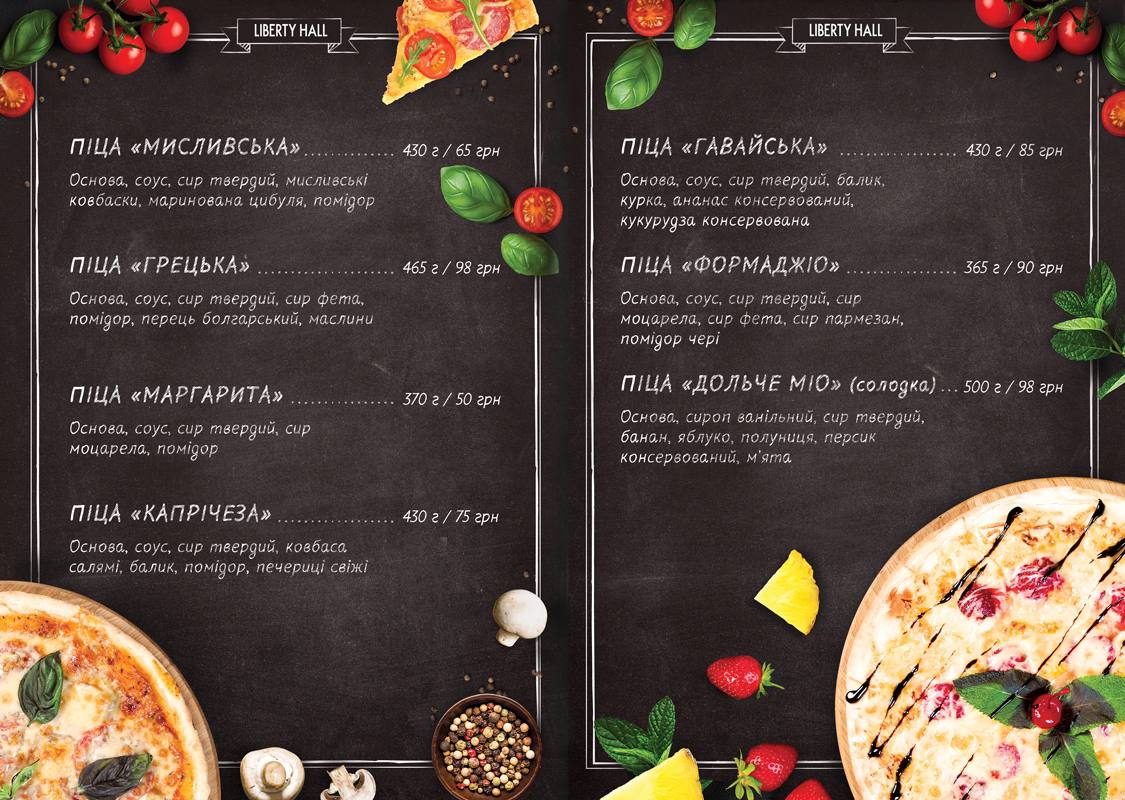 LIBERTY HALL
ПІЦА «МИСЛИВСЬКА» ............. 430 г / 65 грн
Основа, соус, сир твердий, мисливські
ковбаски, маринована цибуля, помідор
ПІЦА «ГРЕЦЬКА» .................... 465 г / 98 грн
Основа, соус, сир твердий, сир фета,
помідор, перець болгарський, маслини
ПІЦА «МАРГАРИТА» ............... 370 г / 50 грн
Основа, соус, сир твердий, сир
моцарела, помідор
ПІЦА «КАПРІЧЕЗА» ................. 430 г / 75 грн
Основа, соус, сир твердий, ковбаса
салямі, балик, помідор, печериці свіжі
LIBERTY HALL
ПІЦА «ГАВАЙСЬКА» ................. 430 г / 85 грн
Основа, соус, сир твердий, балик,
курка, ананас консервований,
кукурудза консервована
ПІЦА «ФОРМАДЖІО» ................ 365 г / 90 грн
Основа, соус, сир твердий, сир
моцарела, сир фета, сир пармезан,
помідор чері
ПІЦА «ДОЛЬЧЕ МІО» (солодка) ... 500 г / 98 грн
Основа, сироп ванільний, сир твердий,
банан, яблуко, полуниця, персик
консервований, м'ята